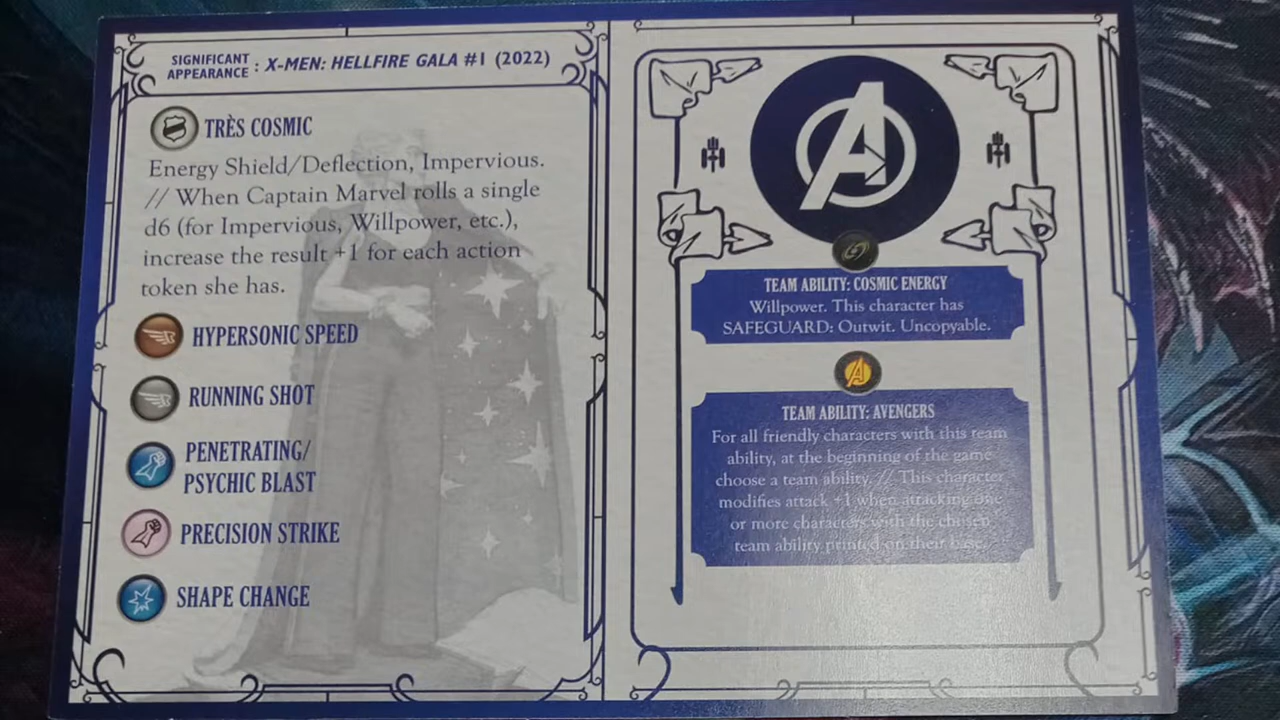 SIGNIFICANT APPEARANCE : X-MEN: HELLFIRE GALA #1 (2022)
TRÈS COSMIC
Energy Shield/Deflection, Impervious.
// When Captain Marvel rolls a single
d6 (for Impervious, Willpower, etc.),
increase the result +1 for each action
token she has.
HYPERSONIC SPEED
RUNNING SHOT
PENETRATING/
PSYCHIC BLAST
PRECISION STRIKE
SHAPE CHANGE
A
TEAM ABILITY: COSMIC ENERGY
Willpower. This character has
SAFEGUARD: Outwit. Uncopyable.
A
TEAM ABILITY: AVENGERS
For all friendly characters with this team
ability, at the beginning of the game
choose a team ability. // This character
modifies attack +1 when attacking one
or more characters with the chosen
team ability printed on their base.